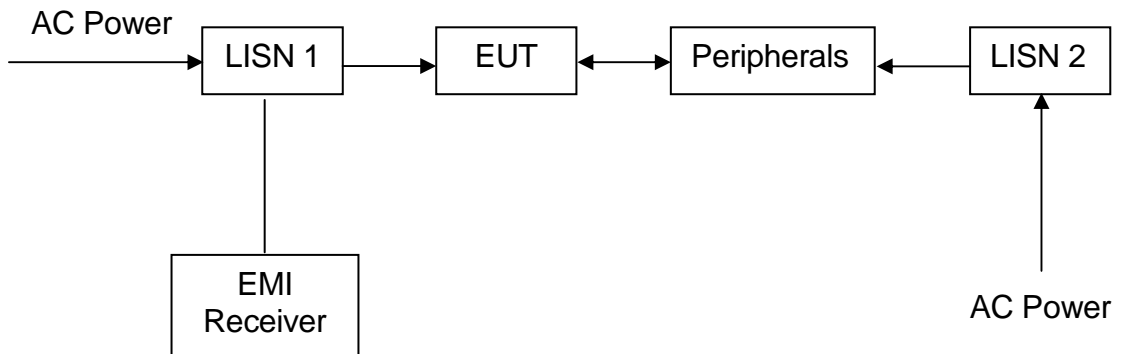 AC Power
LISN 1
EUT
Peripherals
LISN 2
EMI
Receiver
AC Power